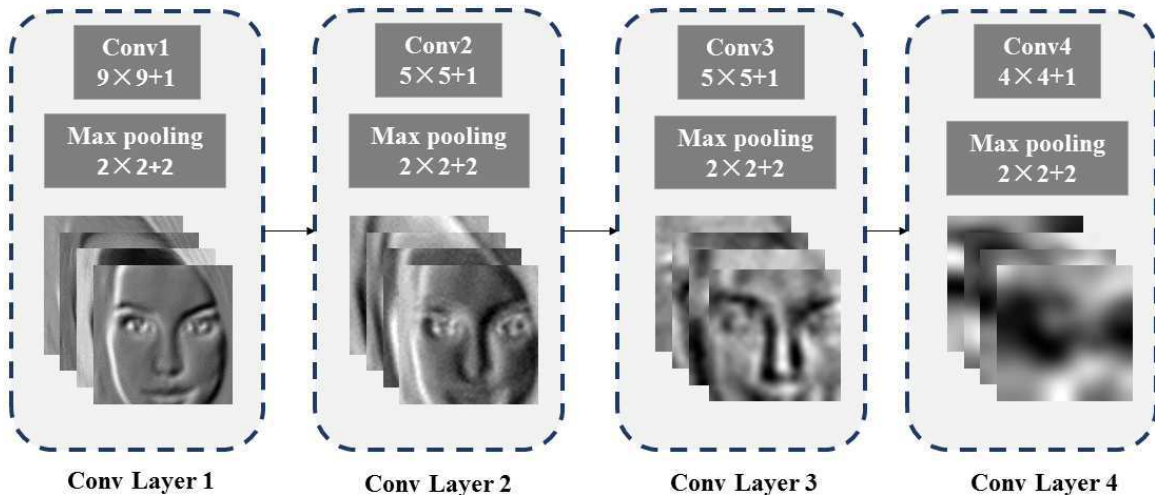 Conv1
9×9+1
Max pooling
2×2+2
Conv Layer 1
Conv2
5×5+1
Max pooling
2×2+2
Conv Layer 2
Conv3
5×5+1
Max pooling
2×2+2
Conv Layer 3
Conv4
4×4+1
Max pooling
2×2+2
Conv Layer 4